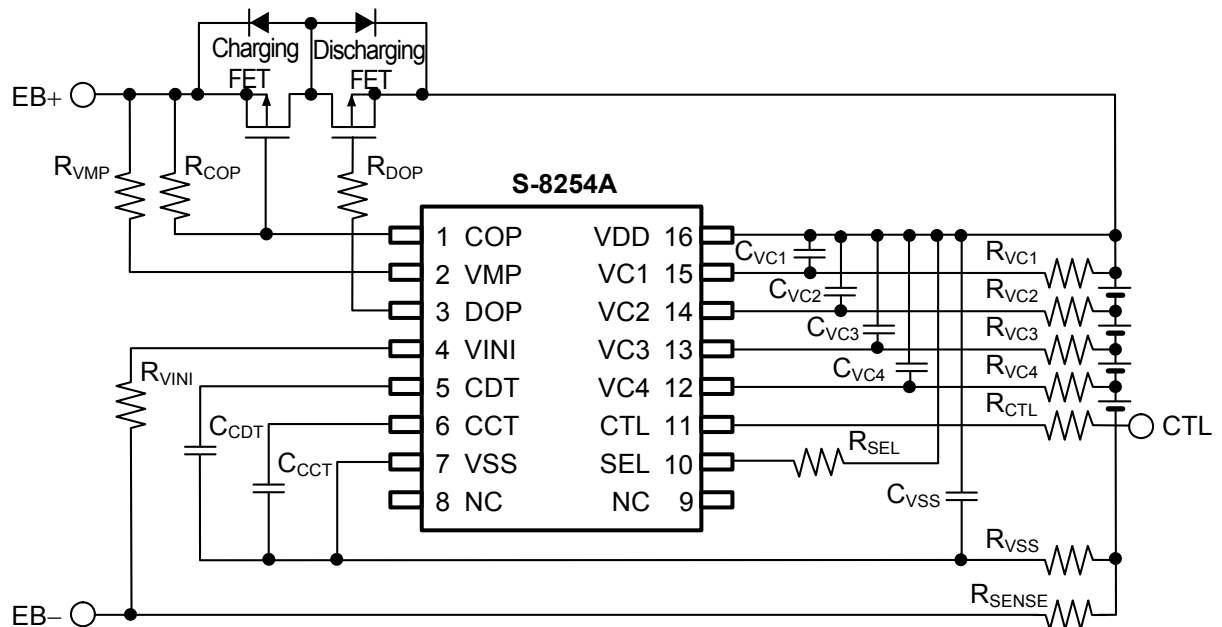 Charging Discharging
FET FET
EB+
RVMP RCOP RDOP
S-8254A
1 COP VDD 16
2 VMP VC1 15
3 DOP VC2 14
4 VINI VC3 13
5 CDT VC4 12
6 CCT CTL 11
7 VSS SEL 10
8 NC NC 9
RVINI
CCDT
CCCT
CVC1
CVC2
CVC3
CVC4
RVC1
RVC2
RVC3
RVC4
RCTL
CTL
RSEL
CVSS
RVSS
RSENSE
EB−